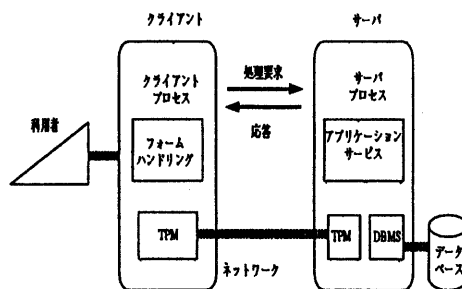 クライアント
サーバ
クライアント
プロセス
処理要求
サーバ
プロセス
利用者
応答
フォーム
ハンドリング
アプリケーション
サービス
TPM
TPM
DBMS
ネットワーク
データ
ベース